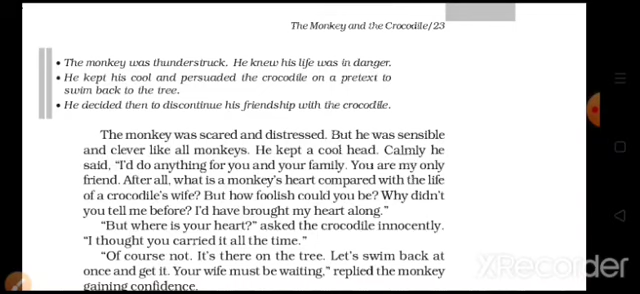 The Monkey and the Crocodile/23
• The monkey was thunderstruck. He knew his life was in danger.
• He kept his cool and persuaded the crocodile on a pretext to
swim back to the tree.
• He decided then to discontinue his friendship with the crocodile.
The monkey was scared and distressed. But he was sensible
and clever like all monkeys. He kept a cool head. Calmly he
said, “I'd do anything for you and your family. You are my only
friend. After all, what is a monkey's heart compared with the life
of a crocodile's wife? But how foolish could you be? Why didn't
you tell me before? I'd have brought my heart along.”
“But where is your heart?” asked the crocodile innocently.
“I thought you carried it all the time.”
“Of course not. It's there on the tree. Let's swim back at
once and get it. Your wife must be waiting,” replied the monkey
gaining confidence.
XRecorder